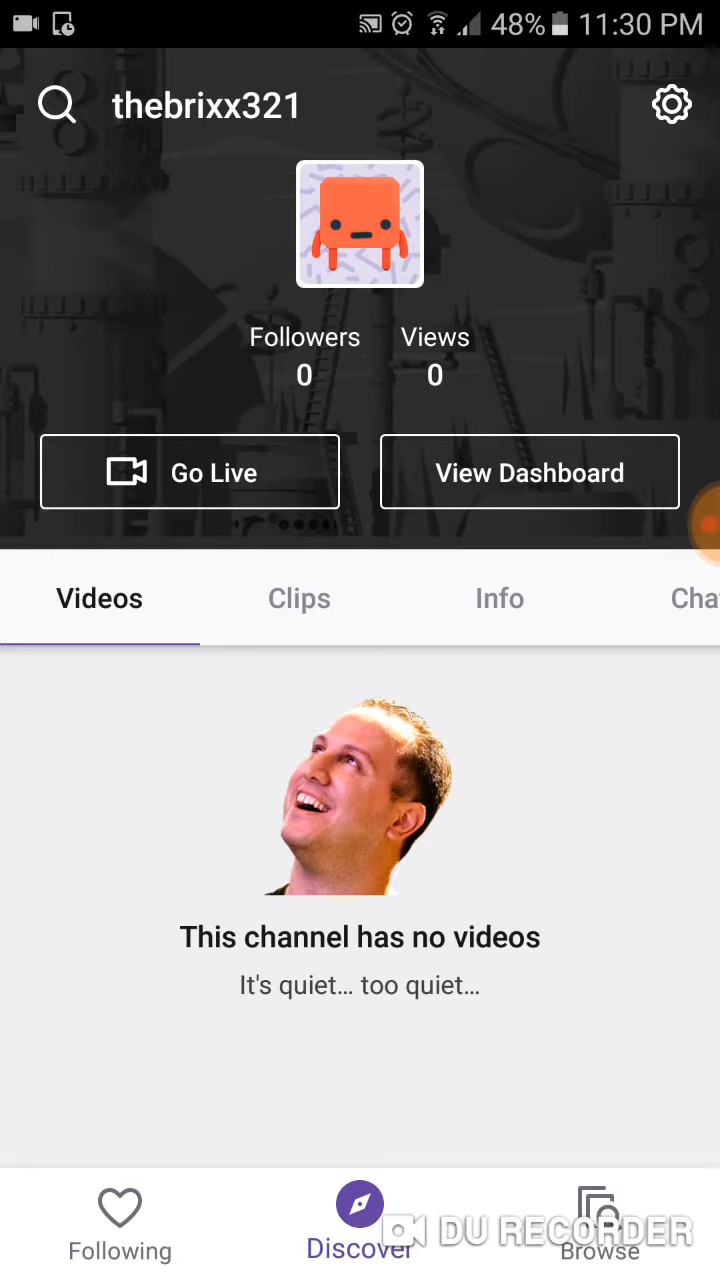 48% 11:30 PM
thebrixx321
Followers Views
0 0
Go Live View Dashboard
Videos Clips Info Cha
This channel has no videos
It's quiet... too quiet...
DU RECORDER
Following Discover Browse